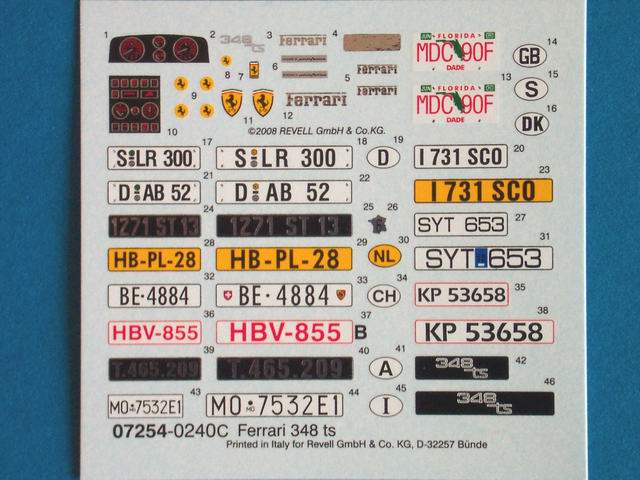 1 2 348 ts 3 Ferrari 4 JUN FLORIDA 14
MDC 90F GB
6 DADE
8 7 5 Ferrari 13 15
FLORIDA S
Ferrari MDC 90F 16
9 Ferrari DADE DK
10 11 12
©2008 REVELL GmbH & Co.KG.
17 18 19 20
S LR 300 S LR 300 D I 731 SCO
21 22 23
D AB 52 D AB 52 I 731 SCO
24 25 26 27
1271 ST 13 1271 ST 13 SYT 653
28 29 30 31
HB-PL-28 HB-PL-28 NL SYT 653
32 33 34 35
BE·4884 BE·4884 CH KP 53658
36 37 38
HBV-855 HBV-855 B KP 53658
39 40 41 42
T.465.209 T.465.209 A 348 ts
43 44 45 46
MO 7532E1 MO MO 7532E1 I 348 ts
07254-0240C Ferrari 348 ts
Printed in Italy for Revell GmbH & Co. KG, D-32257 Bünde